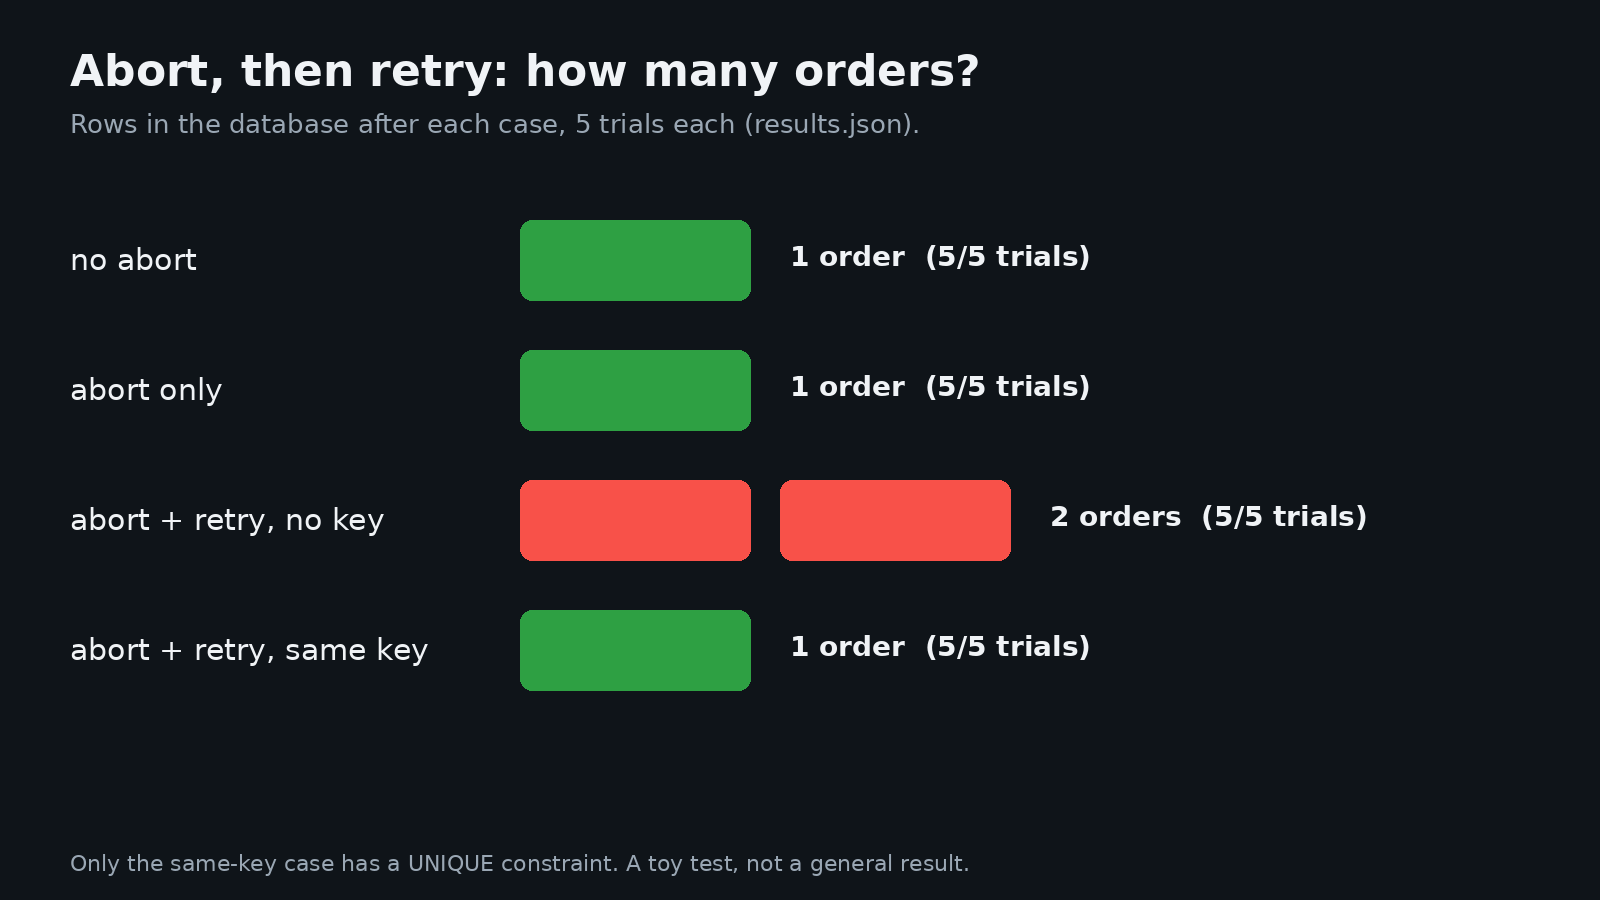 Abort, then retry: how many orders?
Rows in the database after each case, 5 trials each (results.json).
no abort
1 order (5/5 trials)
abort only
1 order (5/5 trials)
abort + retry, no key
2 orders (5/5 trials)
abort + retry, same key
1 order (5/5 trials)
Only the same-key case has a UNIQUE constraint. A toy test, not a general result.